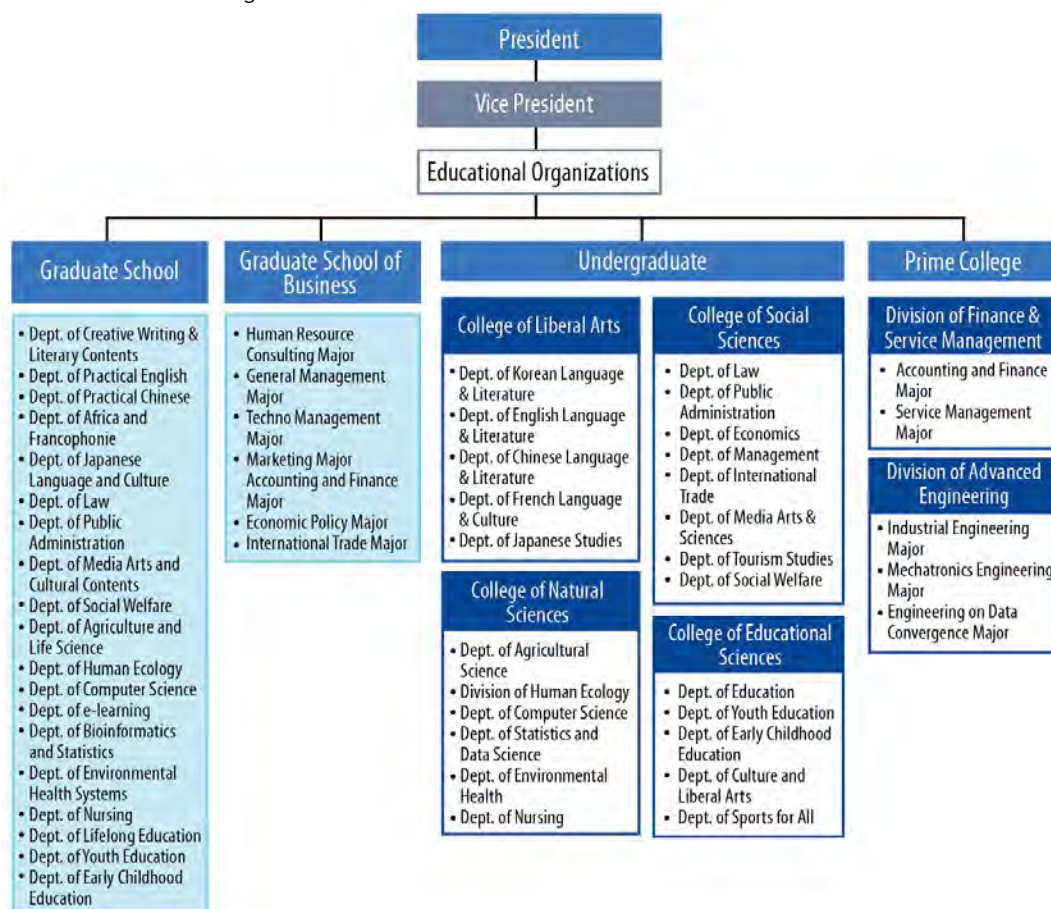 President
Vice President
Educational Organizations
Graduate School
• Dept. of Creative Writing &
Literary Contents
• Dept. of Practical English
• Dept. of Practical Chinese
• Dept. of Africa and
Francophonie
• Dept. of Japanese
Language and Culture
• Dept. of Law
• Dept. of Public
Administration
• Dept. of Media Arts and
Cultural Contents
• Dept. of Social Welfare
• Dept. of Agriculture and
Life Science
• Dept. of Human Ecology
• Dept. of Computer Science
• Dept. of e-learning
• Dept. of Bioinformatics
and Statistics
• Dept. of Environmental
Health Systems
• Dept. of Nursing
• Dept. of Lifelong Education
• Dept. of Youth Education
• Dept. of Early Childhood
Education
Graduate School of
Business
• Human Resource
Consulting Major
• General Management
Major
• Techno Management
Major
• Marketing Major
Accounting and Finance
Major
• Economic Policy Major
• International Trade Major
Undergraduate
College of Liberal Arts
• Dept. of Korean Language
& Literature
• Dept. of English Language
& Literature
• Dept. of Chinese Language
& Literature
• Dept. of French Language
& Culture
• Dept. of Japanese Studies
College of Natural
Sciences
• Dept. of Agricultural
Science
• Division of Human Ecology
• Dept. of Computer Science
• Dept. of Statistics and
Data Science
• Dept. of Environmental
Health
• Dept. of Nursing
College of Social
Sciences
• Dept. of Law
• Dept. of Public
Administration
• Dept. of Economics
• Dept. of Management
• Dept. of International
Trade
• Dept. of Media Arts &
Sciences
• Dept. of Tourism Studies
• Dept. of Social Welfare
College of Educational
Sciences
• Dept. of Education
• Dept. of Youth Education
• Dept. of Early Childhood
Education
• Dept. of Culture and
Liberal Arts
• Dept. of Sports for All
Prime College
Division of Finance &
Service Management
• Accounting and Finance
Major
• Service Management
Major
Division of Advanced
Engineering
• Industrial Engineering
Major
• Mechatronics Engineering
Major
• Engineering on Data
Convergence Major